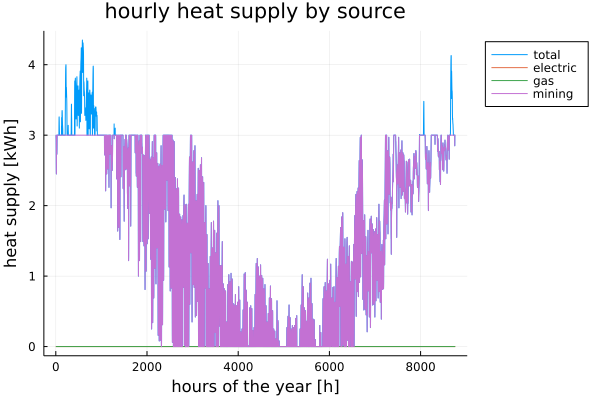 hourly heat supply by source
heat supply [kWh]
4
3
2
1
0
0 2000 4000 6000 8000
hours of the year [h]
total
electric
gas
mining